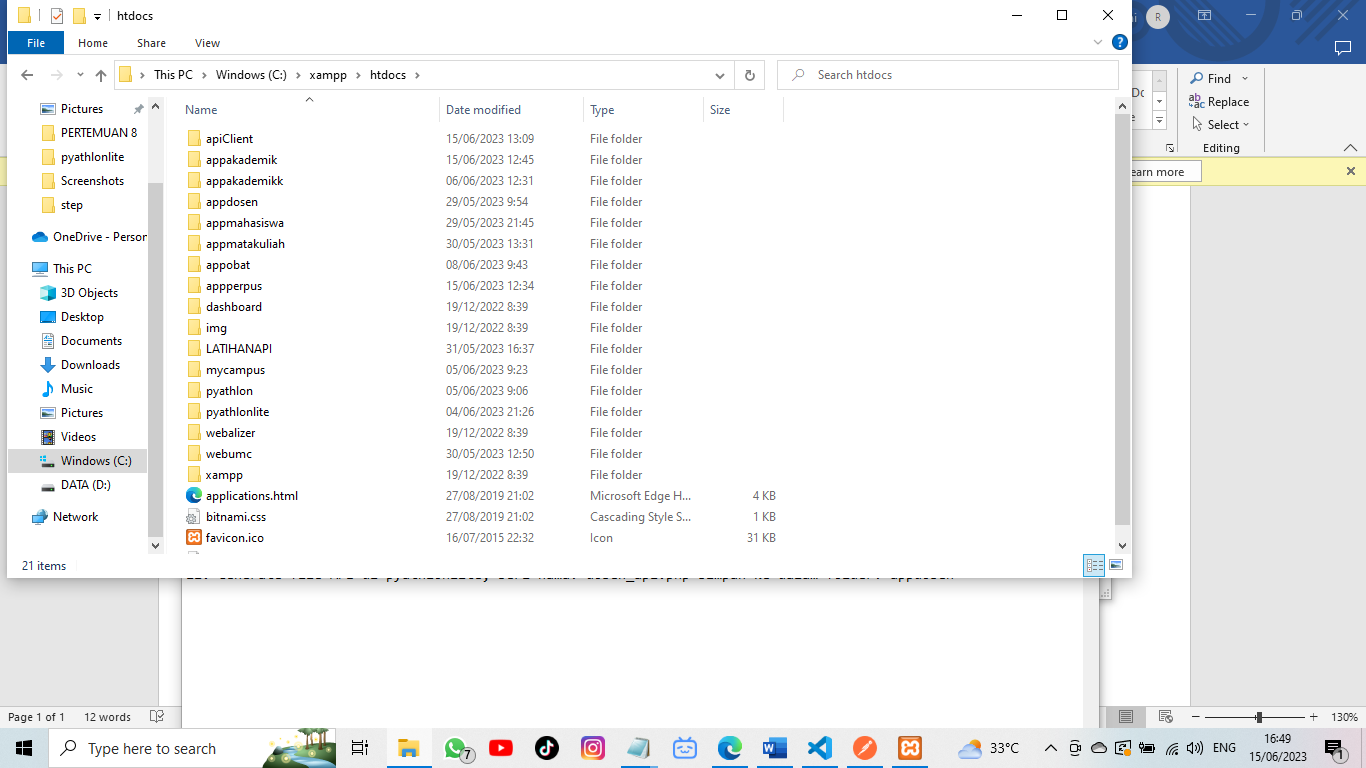 htdocs
R
File Home Share View
This PC Windows (C:) xampp htdocs
Search htdocs
Find
Replace
Select
Editing
earn more
Pictures
PERTEMUAN 8
pyathlonlite
Screenshots
step
OneDrive - Person
This PC
3D Objects
Desktop
Documents
Downloads
Music
Pictures
Videos
Windows (C:)
DATA (D:)
Network
Name Date modified Type Size
apiClient 15/06/2023 13:09 File folder
appakademik 15/06/2023 12:45 File folder
appakademikk 06/06/2023 12:31 File folder
appdosen 29/05/2023 9:54 File folder
appmahasiswa 29/05/2023 21:45 File folder
appmatakuliah 30/05/2023 13:31 File folder
appobat 08/06/2023 9:43 File folder
appperpus 15/06/2023 12:34 File folder
dashboard 19/12/2022 8:39 File folder
img 19/12/2022 8:39 File folder
LATIHANAPI 31/05/2023 16:37 File folder
mycampus 05/06/2023 9:23 File folder
pyathlon 05/06/2023 9:06 File folder
pyathlonlite 04/06/2023 21:26 File folder
webalizer 19/12/2022 8:39 File folder
webumc 30/05/2023 12:50 File folder
xampp 19/12/2022 8:39 File folder
applications.html 27/08/2019 21:02 Microsoft Edge H... 4 KB
bitnami.css 27/08/2019 21:02 Cascading Style S... 1 KB
favicon.ico 16/07/2015 22:32 Icon 31 KB
21 items
Page 1 of 1 12 words
130%
Type here to search
7
33°C
ENG
16:49
15/06/2023
1